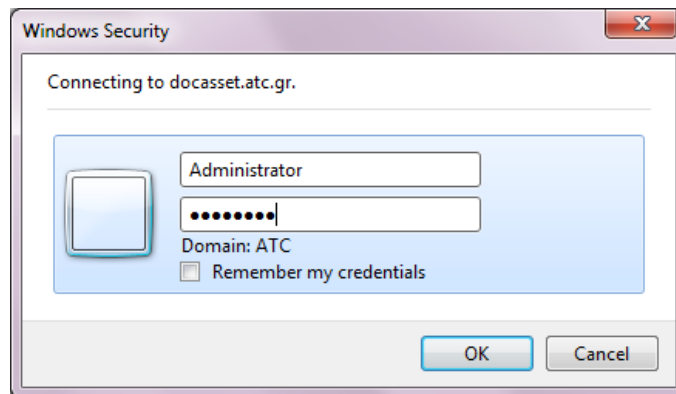 Windows Security
Connecting to docasset.atc.gr.
Administrator
●●●●●●●●
Domain: ATC
Remember my credentials
OK
Cancel